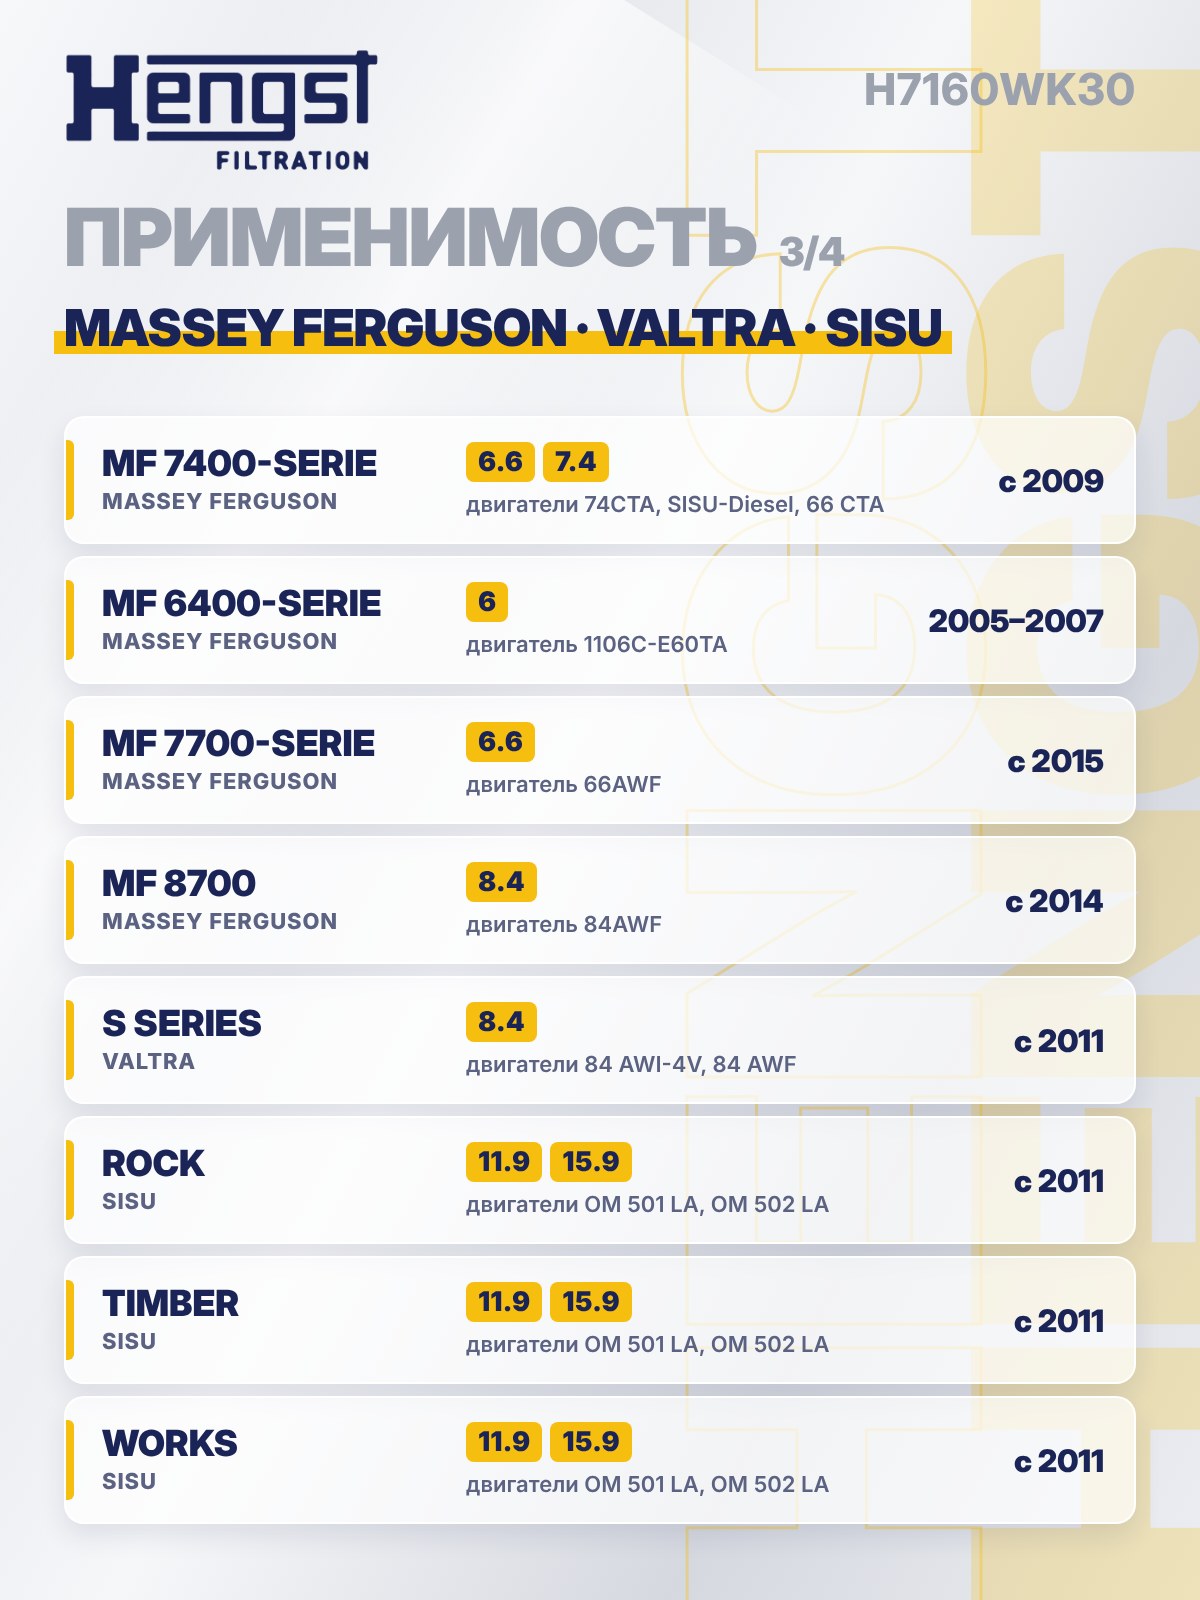 Hengst
FILTRATION
H7160WK30
ПРИМЕНИМОСТЬ 3/4
MASSEY FERGUSON · VALTRA · SISU
MF 7400-SERIE
MASSEY FERGUSON
6.6 7.4
двигатели 74CTA, SISU-Diesel, 66 CTA
с 2009
MF 6400-SERIE
MASSEY FERGUSON
6
двигатель 1106C-E60TA
2005–2007
MF 7700-SERIE
MASSEY FERGUSON
6.6
двигатель 66AWF
с 2015
MF 8700
MASSEY FERGUSON
8.4
двигатель 84AWF
с 2014
S SERIES
VALTRA
8.4
двигатели 84 AWI-4V, 84 AWF
с 2011
ROCK
SISU
11.9 15.9
двигатели OM 501 LA, OM 502 LA
с 2011
TIMBER
SISU
11.9 15.9
двигатели OM 501 LA, OM 502 LA
с 2011
WORKS
SISU
11.9 15.9
двигатели OM 501 LA, OM 502 LA
с 2011
HENGST
HENGST